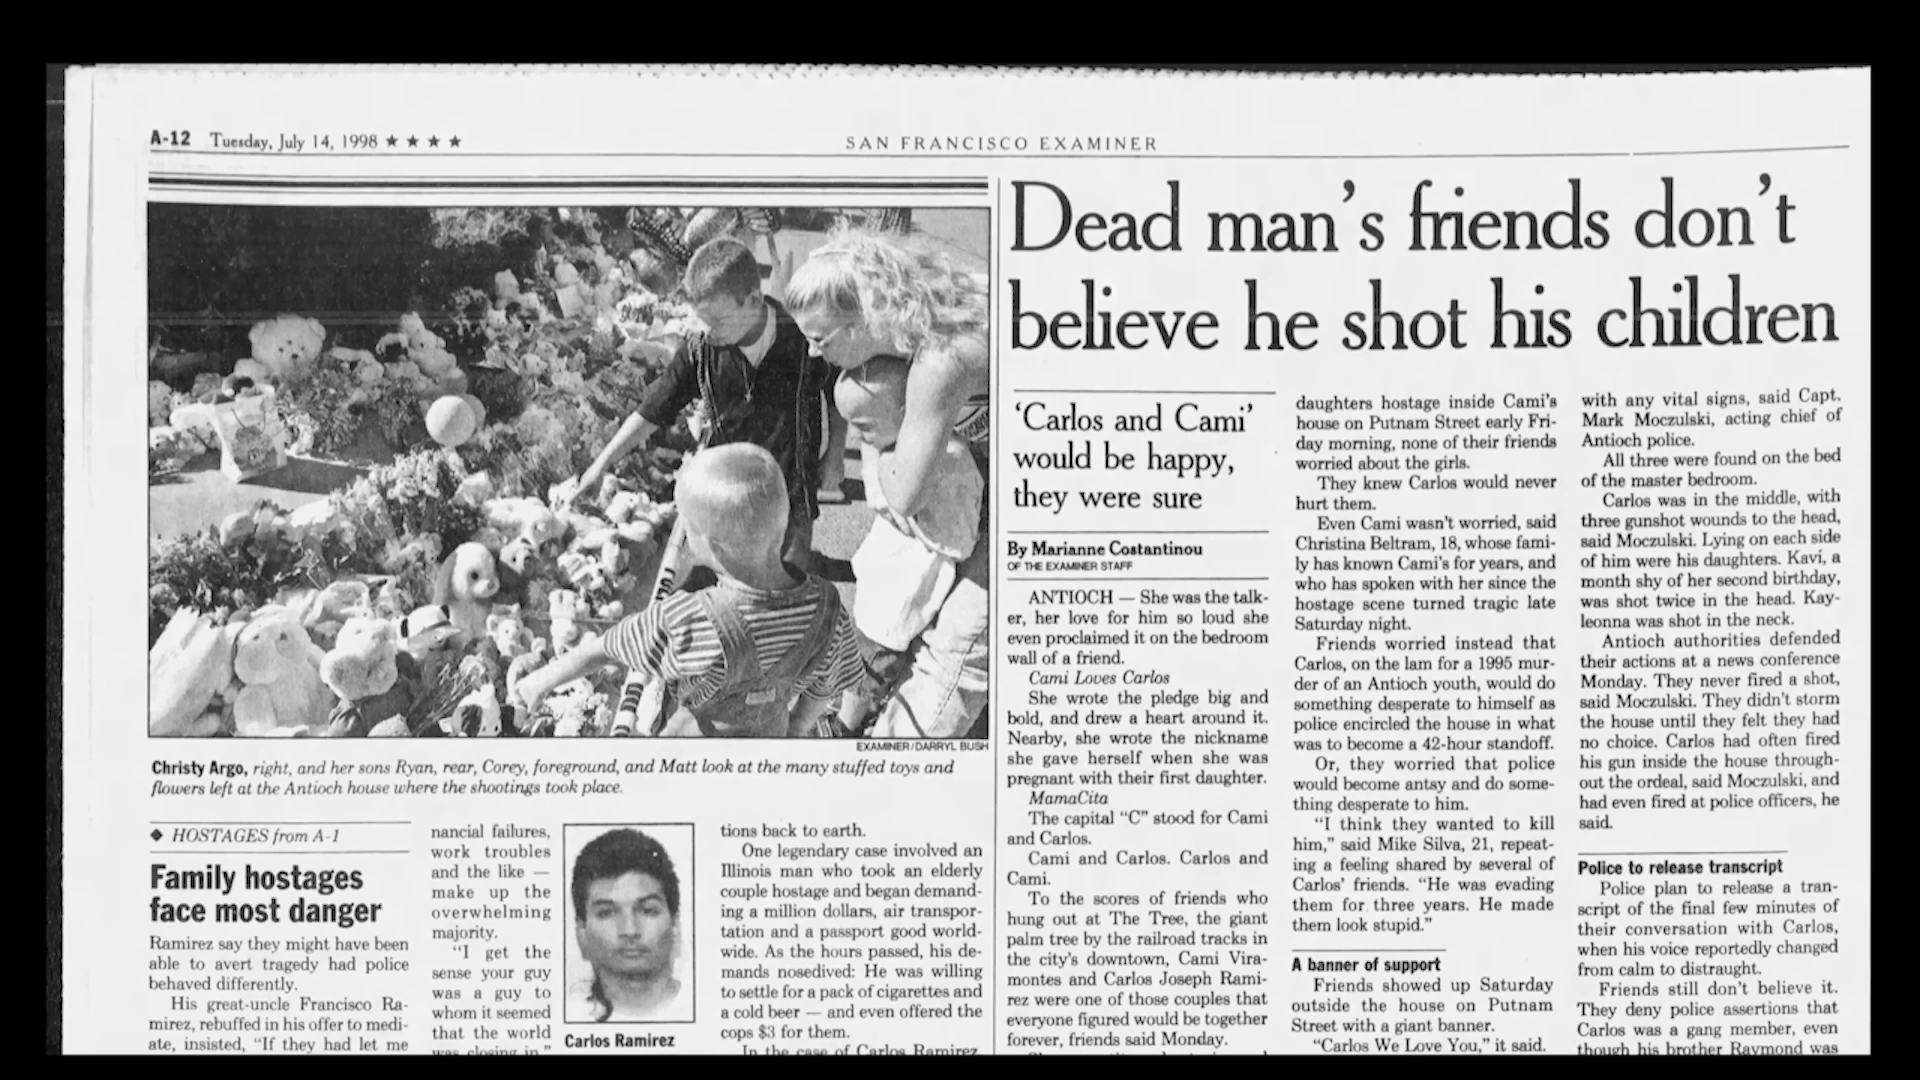 A-12 Tuesday, July 14, 1998 ★ ★ ★ ★
SAN FRANCISCO EXAMINER
EXAMINER/DARRYL BUSH
Christy Argo, right, and her sons Ryan, rear, Corey, foreground, and Matt look at the many stuffed toys and
flowers left at the Antioch house where the shootings took place.
◆ HOSTAGES from A-1
Family hostages
face most danger
Ramirez say they might have been
able to avert tragedy had police
behaved differently.
His great-uncle Francisco Ra-
mirez, rebuffed in his offer to medi-
ate, insisted, "If they had let me
nancial failures,
work troubles
and the like —
make up the
overwhelming
majority.
"I get the
sense your guy
was a guy to
whom it seemed
that the world
was closing in."
Carlos Ramirez
tions back to earth.
One legendary case involved an
Illinois man who took an elderly
couple hostage and began demand-
ing a million dollars, air transpor-
tation and a passport good world-
wide. As the hours passed, his de-
mands nosedived: He was willing
to settle for a pack of cigarettes and
a cold beer — and even offered the
cops $3 for them.
In the case of Carlos Ramirez
Dead man's friends don't
believe he shot his children
'Carlos and Cami'
would be happy,
they were sure
By Marianne Costantinou
OF THE EXAMINER STAFF
ANTIOCH — She was the talk-
er, her love for him so loud she
even proclaimed it on the bedroom
wall of a friend.
Cami Loves Carlos
She wrote the pledge big and
bold, and drew a heart around it.
Nearby, she wrote the nickname
she gave herself when she was
pregnant with their first daughter.
MamaCita
The capital "C" stood for Cami
and Carlos.
Cami and Carlos. Carlos and
Cami.
To the scores of friends who
hung out at The Tree, the giant
palm tree by the railroad tracks in
the city's downtown, Cami Vira-
montes and Carlos Joseph Rami-
rez were one of those couples that
everyone figured would be together
forever, friends said Monday.
daughters hostage inside Cami's
house on Putnam Street early Fri-
day morning, none of their friends
worried about the girls.
They knew Carlos would never
hurt them.
Even Cami wasn't worried, said
Christina Beltram, 18, whose fami-
ly has known Cami's for years, and
who has spoken with her since the
hostage scene turned tragic late
Saturday night.
Friends worried instead that
Carlos, on the lam for a 1995 mur-
der of an Antioch youth, would do
something desperate to himself as
police encircled the house in what
was to become a 42-hour standoff.
Or, they worried that police
would become antsy and do some-
thing desperate to him.
"I think they wanted to kill
him," said Mike Silva, 21, repeat-
ing a feeling shared by several of
Carlos' friends. "He was evading
them for three years. He made
them look stupid."
A banner of support
Friends showed up Saturday
outside the house on Putnam
Street with a giant banner.
"Carlos We Love You," it said.
with any vital signs, said Capt.
Mark Moczulski, acting chief of
Antioch police.
All three were found on the bed
of the master bedroom.
Carlos was in the middle, with
three gunshot wounds to the head,
said Moczulski. Lying on each side
of him were his daughters. Kavi, a
month shy of her second birthday,
was shot twice in the head. Kay-
leonna was shot in the neck.
Antioch authorities defended
their actions at a news conference
Monday. They never fired a shot,
said Moczulski. They didn't storm
the house until they felt they had
no choice. Carlos had often fired
his gun inside the house through-
out the ordeal, said Moczulski, and
had even fired at police officers, he
said.
Police to release transcript
Police plan to release a tran-
script of the final few minutes of
their conversation with Carlos,
when his voice reportedly changed
from calm to distraught.
Friends still don't believe it.
They deny police assertions that
Carlos was a gang member, even
though his brother Raymond was